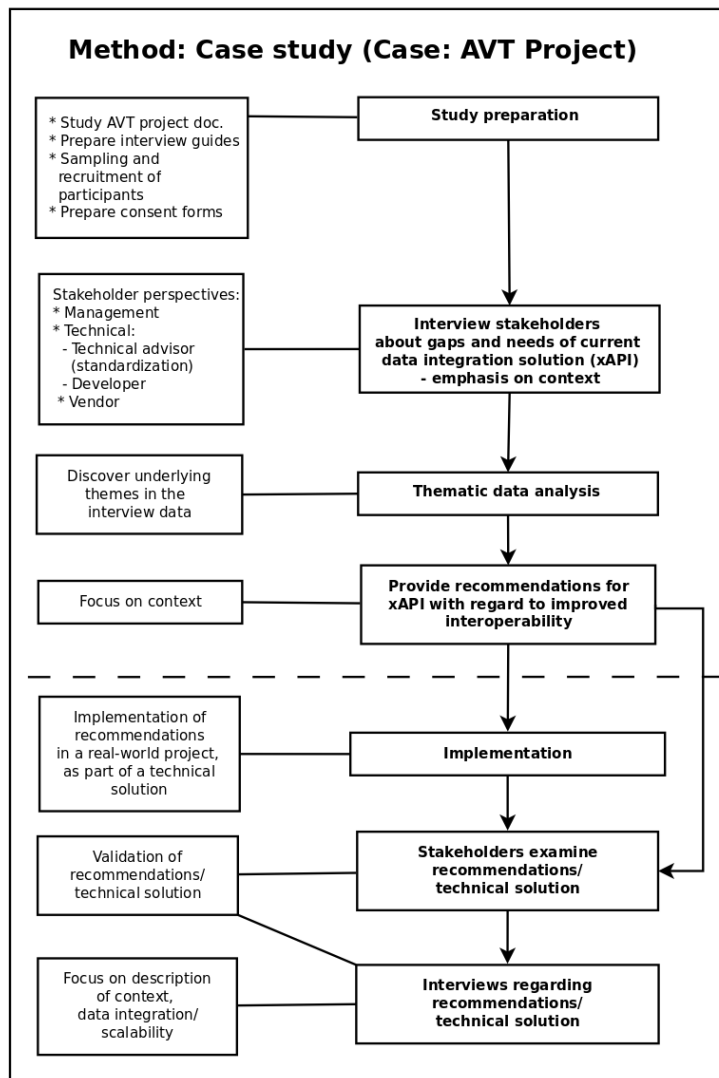 Method: Case study (Case: AVT Project)
* Study AVT project doc.
* Prepare interview guides
* Sampling and
recruitment of
participants
* Prepare consent forms
Study preparation
Stakeholder perspectives:
* Management
* Technical:
- Technical advisor
(standardization)
- Developer
* Vendor
Interview stakeholders
about gaps and needs of current
data integration solution (xAPI)
- emphasis on context
Discover underlying
themes in the
interview data
Thematic data analysis
Focus on context
Provide recommendations for
xAPI with regard to improved
interoperability
Implementation of
recommendations
in a real-world project,
as part of a technical
solution
Implementation
Validation of
recommendations/
technical solution
Stakeholders examine
recommendations/
technical solution
Focus on description
of context,
data integration/
scalability
Interviews regarding
recommendations/
technical solution